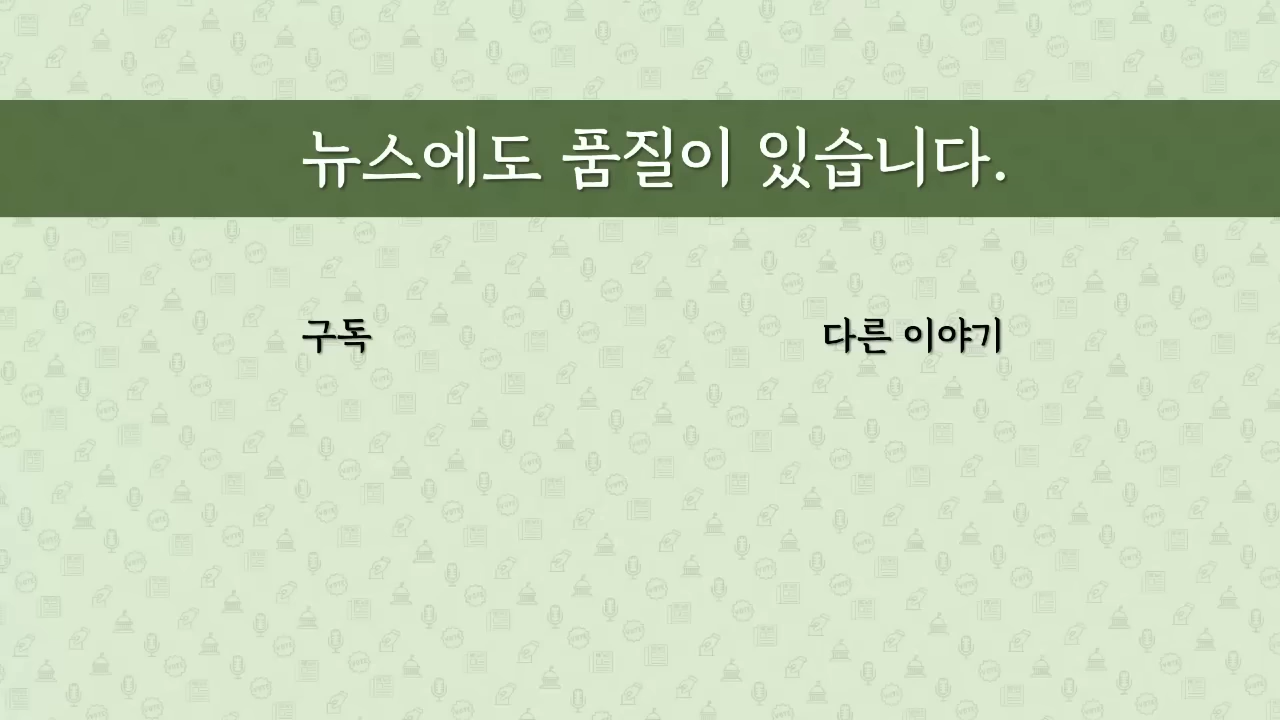 뉴스에도 품질이 있습니다.
구독
다른 이야기